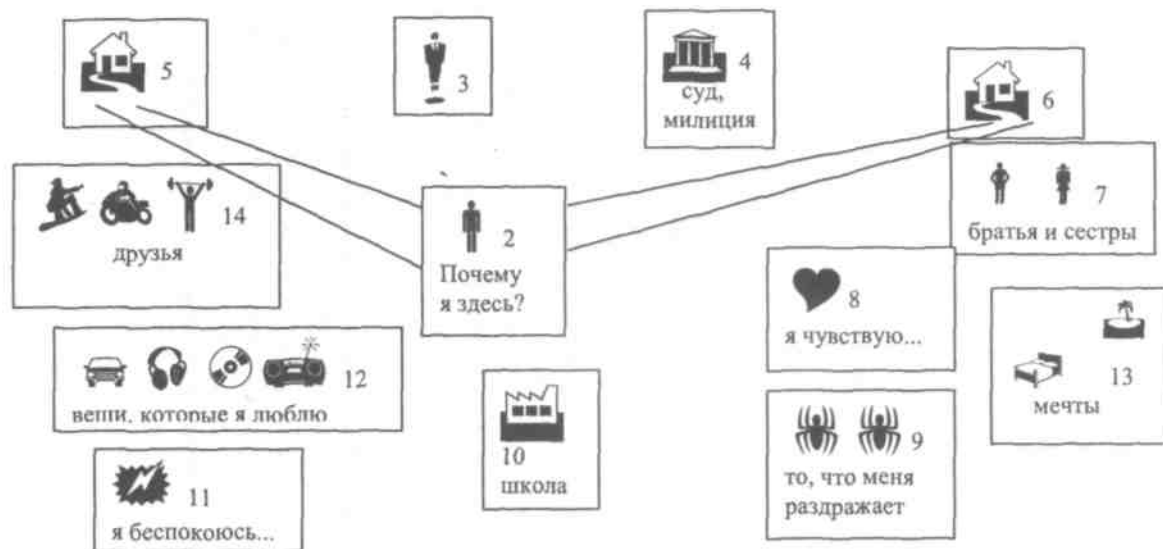 5
3
4
суд,
милиция
6
14
друзья
2
Почему
я здесь?
7
братья и сестры
8
я чувствую...
12
вещи, которые я люблю
13
мечты
10
школа
9
то, что меня
раздражает
11
я беспокоюсь...